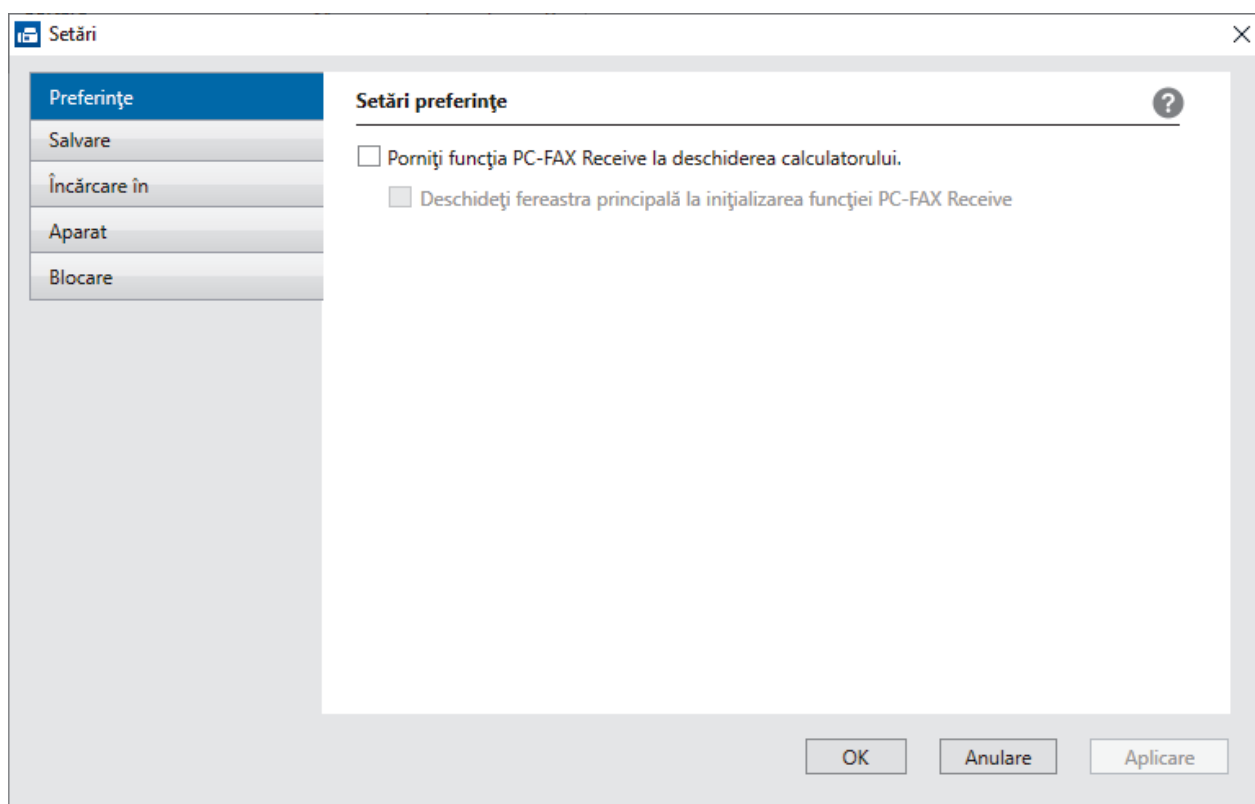 Setări
Preferinţe
Salvare
Încărcare în
Aparat
Blocare
Setări preferinţe
?
Porniţi funcţia PC-FAX Receive la deschiderea calculatorului.
Deschideţi fereastra principală la iniţializarea funcţiei PC-FAX Receive
OK
Anulare
Aplicare